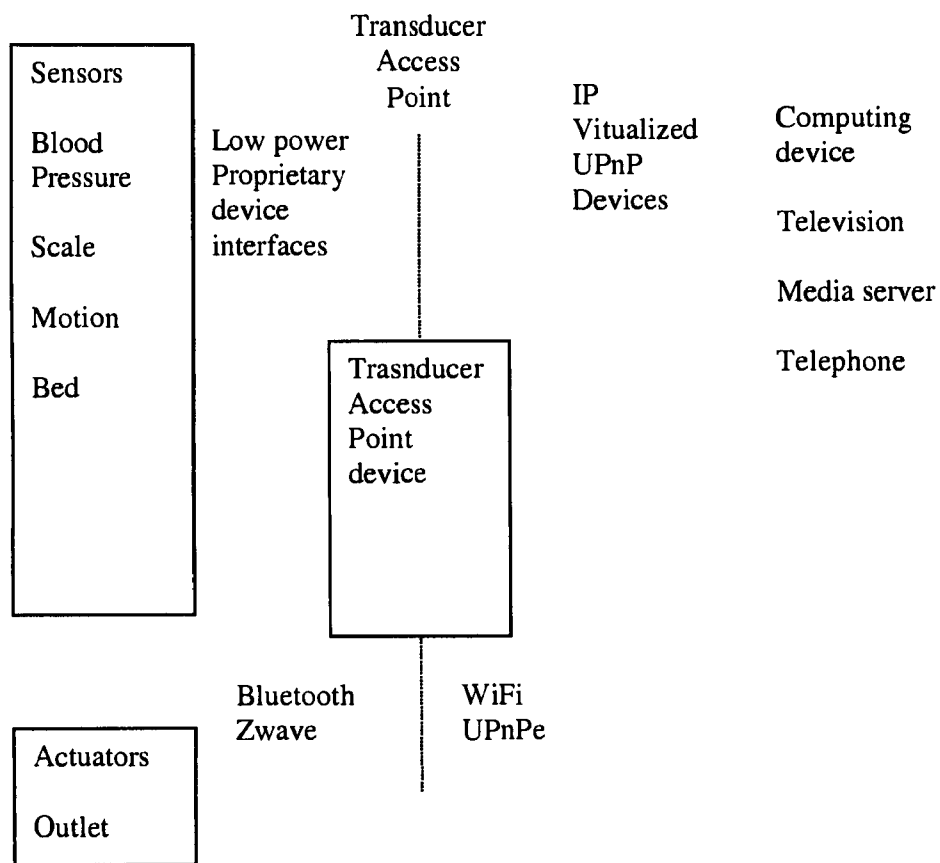 Transducer
Access
Point
Sensors
Blood
Pressure
Scale
Motion
Bed
Low power
Proprietary
device
interfaces
IP
Vitualized
UPnP
Devices
Computing
device
Television
Media server
Telephone
Trasnducer
Access
Point
device
Bluetooth
Zwave
WiFi
UPnPe
Actuators
Outlet